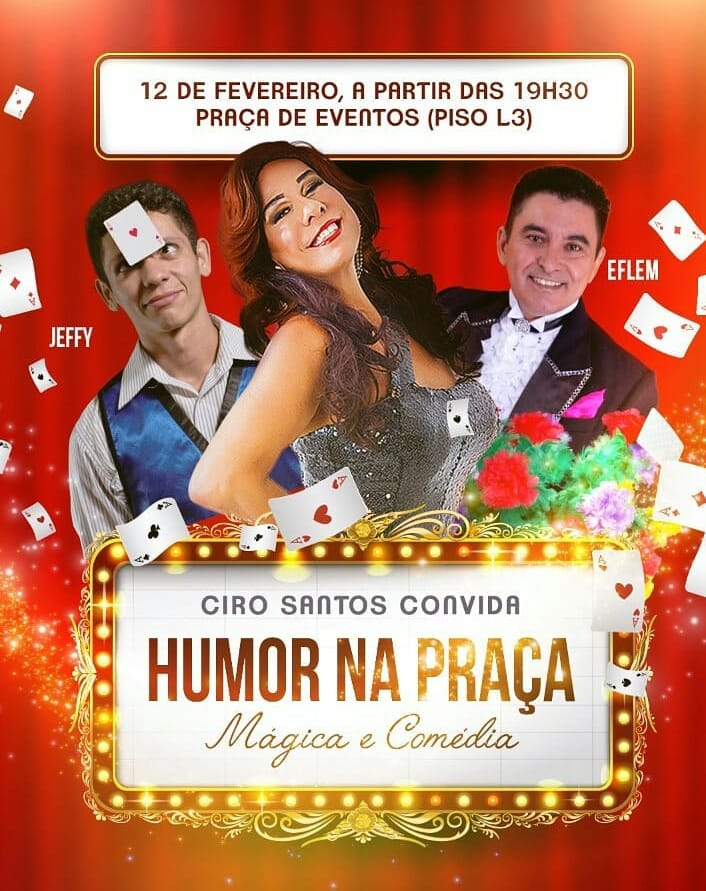 12 DE FEVEREIRO, A PARTIR DAS 19H30
PRAÇA DE EVENTOS (PISO L3)
EFLEM
JEFFY
CIRO SANTOS CONVIDA
HUMOR NA PRAÇA
Mágica e Comédia